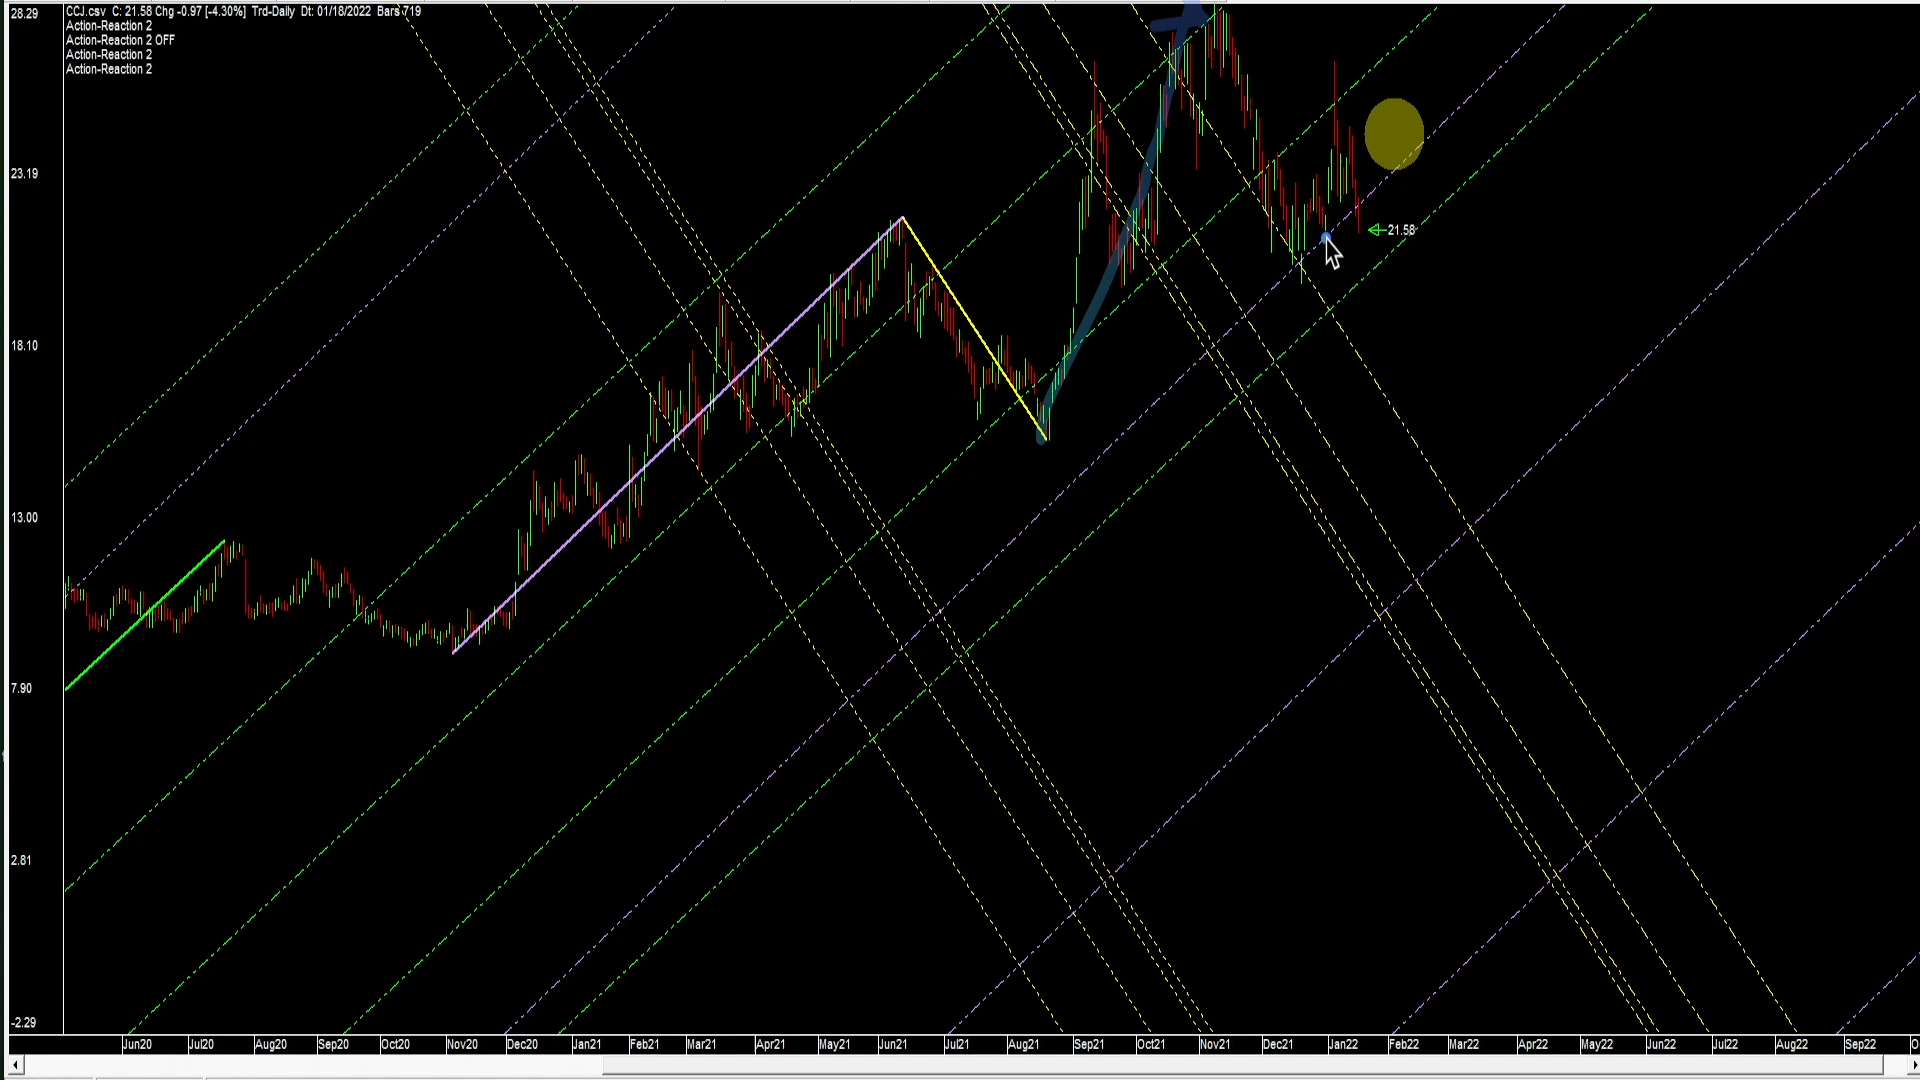 28.29
CCJ.csv C: 21.58 Chg -0.97 [-4.30%] Trd-Daily Dt: 01/18/2022 Bars 719
Action-Reaction 2
Action-Reaction 2 OFF
Action-Reaction 2
Action-Reaction 2
23.19
21.58
18.10
13.00
7.90
2.81
-2.29
Jun20 Jul20 Aug20 Sep20 Oct20 Nov20 Dec20 Jan21 Feb21 Mar21 Apr21 May21 Jun21 Jul21 Aug21 Sep21 Oct21 Nov21 Dec21 Jan22 Feb22 Mar22 Apr22 May22 Jun22 Jul22 Aug22 Sep22